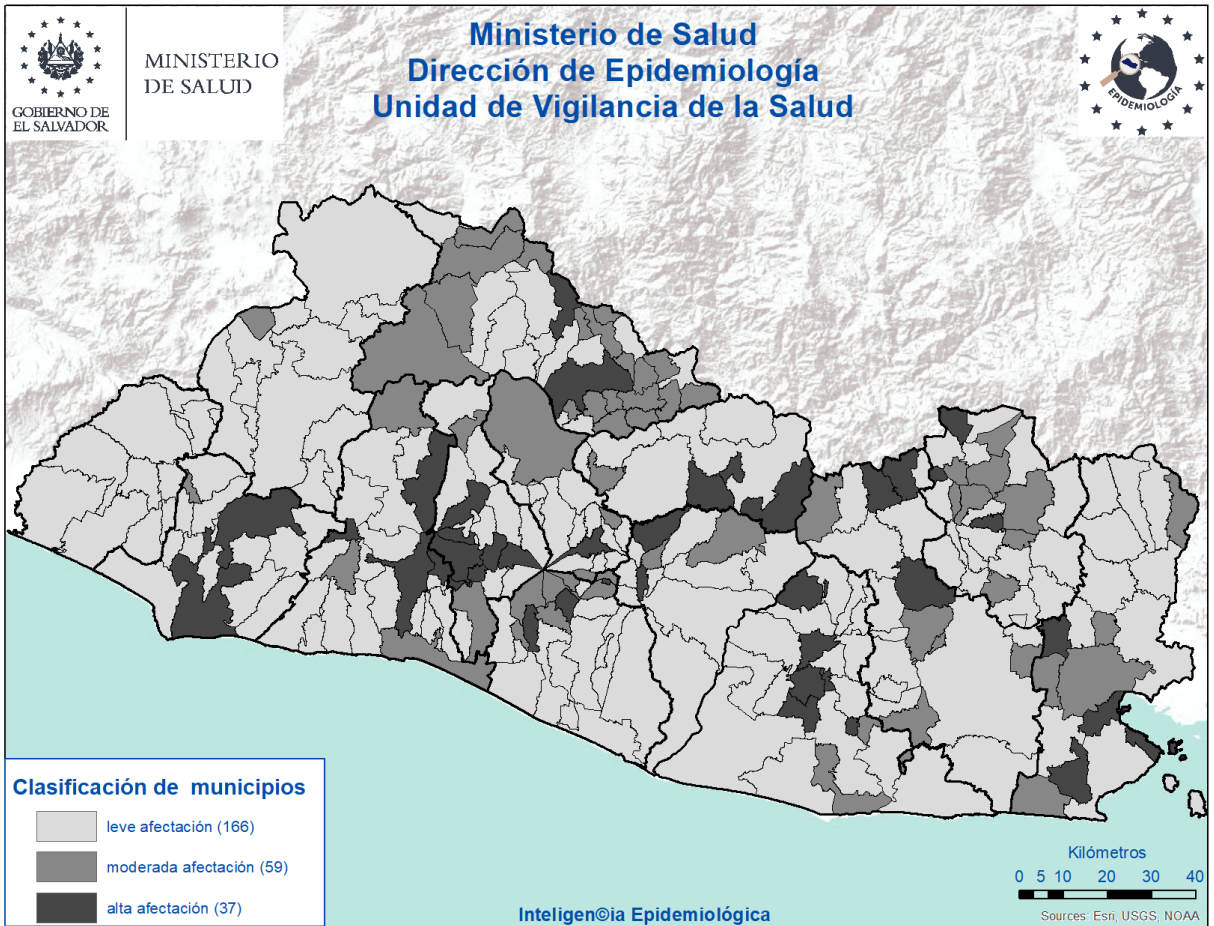 Ministerio de Salud
Dirección de Epidemiología
Unidad de Vigilancia de la Salud
GOBIERNO DE
EL SALVADOR
MINISTERIO
DE SALUD
EPIDEMIOLOGÍA
Clasificación de municipios
leve afectación (166)
moderada afectación (59)
alta afectación (37)
Inteligen©ia Epidemiológica
Kilómetros
0 5 10 20 30 40
Sources: Esri, USGS, NOAA